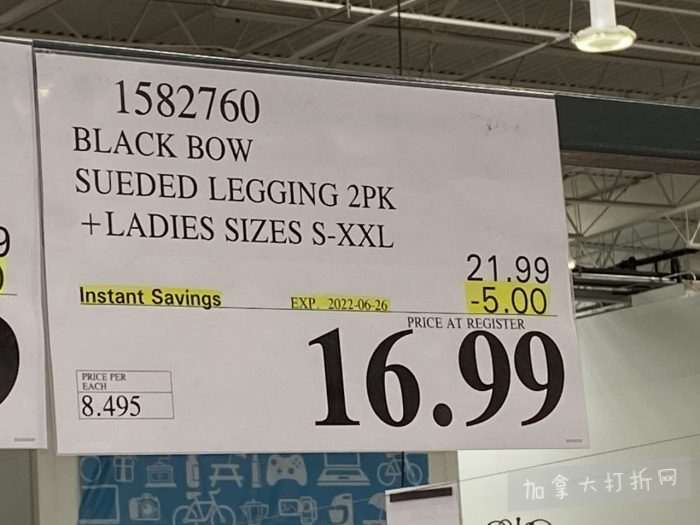 1582760
BLACK BOW
SUEDED LEGGING 2PK
+LADIES SIZES S-XXL
21.99
Instant Savings EXP. 2022-06-26 -5.00
PRICE AT REGISTER
16.99
PRICE PER
EACH
8.495
加拿大打折网